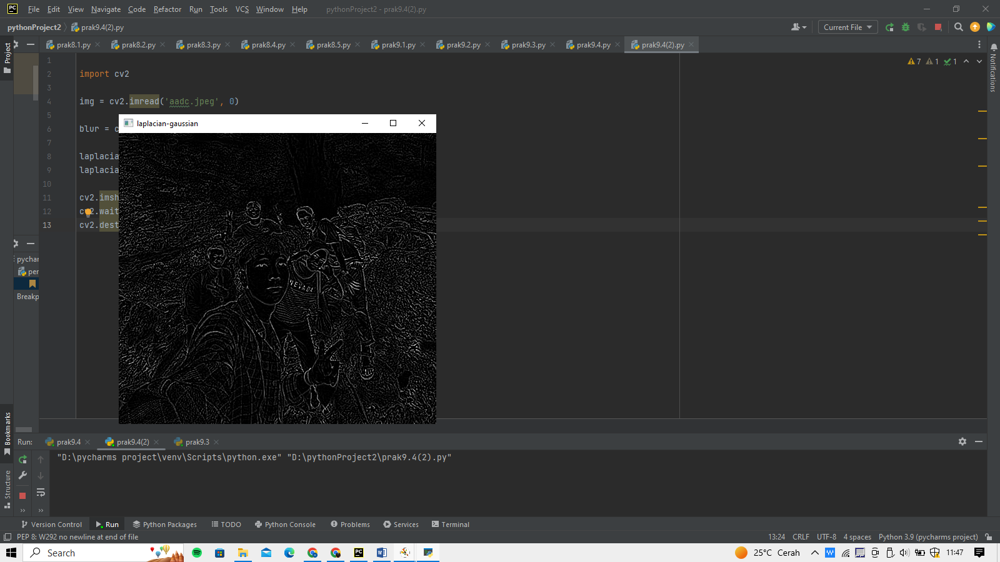 PC File Edit View Navigate Code Refactor Run Tools VCS Window Help pythonProject2 - prak9.4(2).py
pythonProject2 prak9.4(2).py Current File
Project
prak8.1.py prak8.2.py prak8.3.py prak8.4.py prak8.5.py prak9.1.py prak9.2.py prak9.3.py prak9.4.py prak9.4(2).py
Notifications
1 7 1 1
2 import cv2
3
4 img = cv2.imread('aadc.jpeg', 0)
5
laplacian-gaussian
6 blur = c
7
8 laplacia
9 laplacia
10
11 cv2.imsh
12 cv2.wait
13 cv2.dest
NEVADA
pychar
per
Breakp
Bookmarks
Structure
Run: prak9.4 prak9.4(2) prak9.3
"D:\pycharms project\venv\Scripts\python.exe" "D:\pythonProject2\prak9.4(2).py"
Version Control Run Python Packages TODO Python Console Problems Services Terminal
PEP 8: W292 no newline at end of file 13:24 CRLF UTF-8 4 spaces Python 3.9 (pycharms project)
Search PC W 25°C Cerah W 11:47